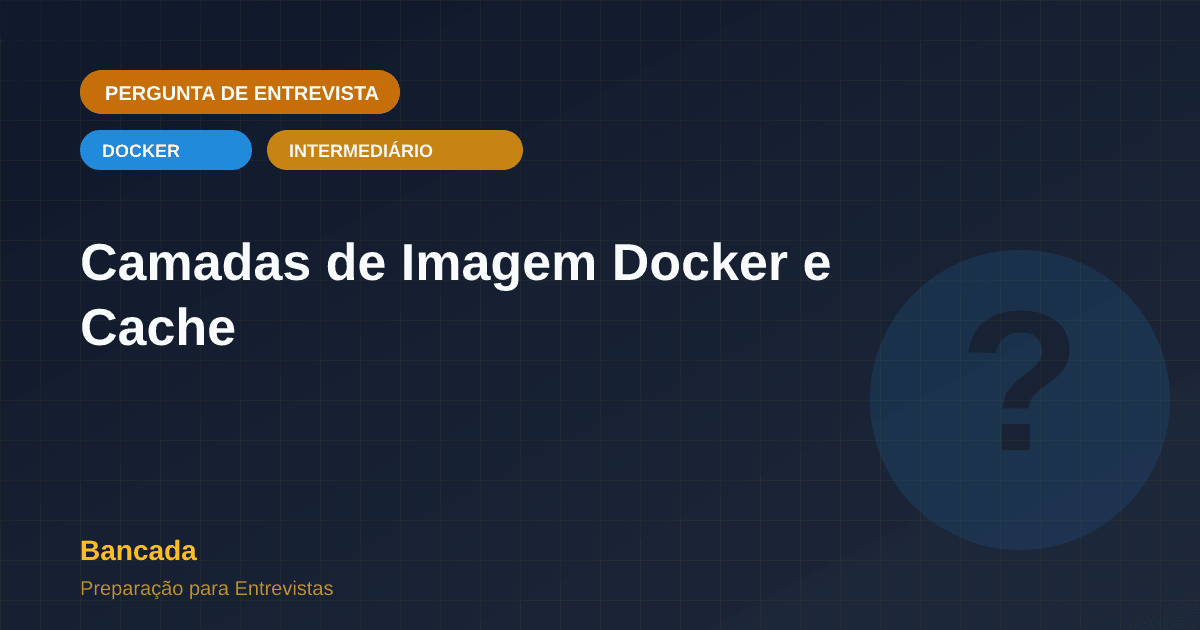 PERGUNTA DE ENTREVISTA
DOCKER
INTERMEDIÁRIO
Camadas de Imagem Docker e
Cache
?
Bancada
Preparação para Entrevistas